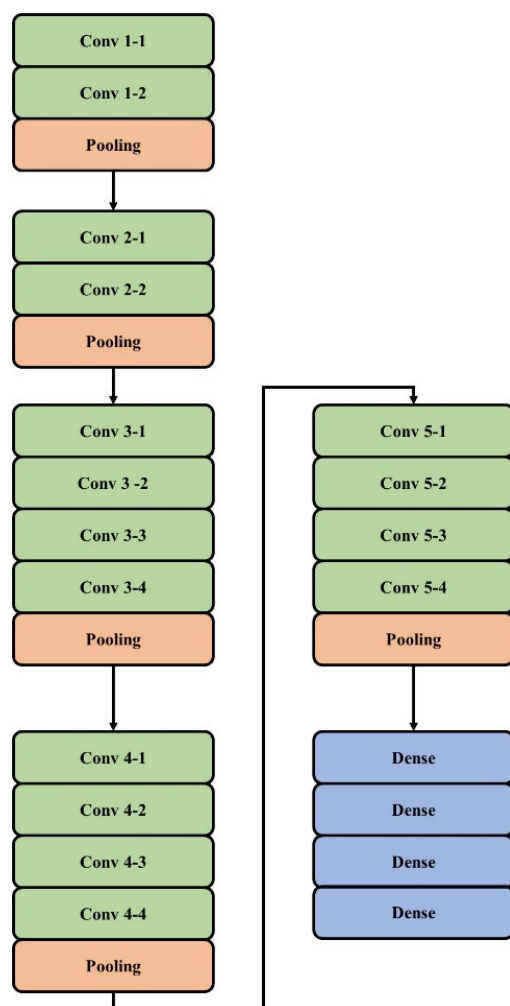 Conv 1-1
Conv 1-2
Pooling
Conv 2-1
Conv 2-2
Pooling
Conv 3-1
Conv 3 -2
Conv 3-3
Conv 3-4
Pooling
Conv 4-1
Conv 4-2
Conv 4-3
Conv 4-4
Pooling
Conv 5-1
Conv 5-2
Conv 5-3
Conv 5-4
Pooling
Dense
Dense
Dense
Dense